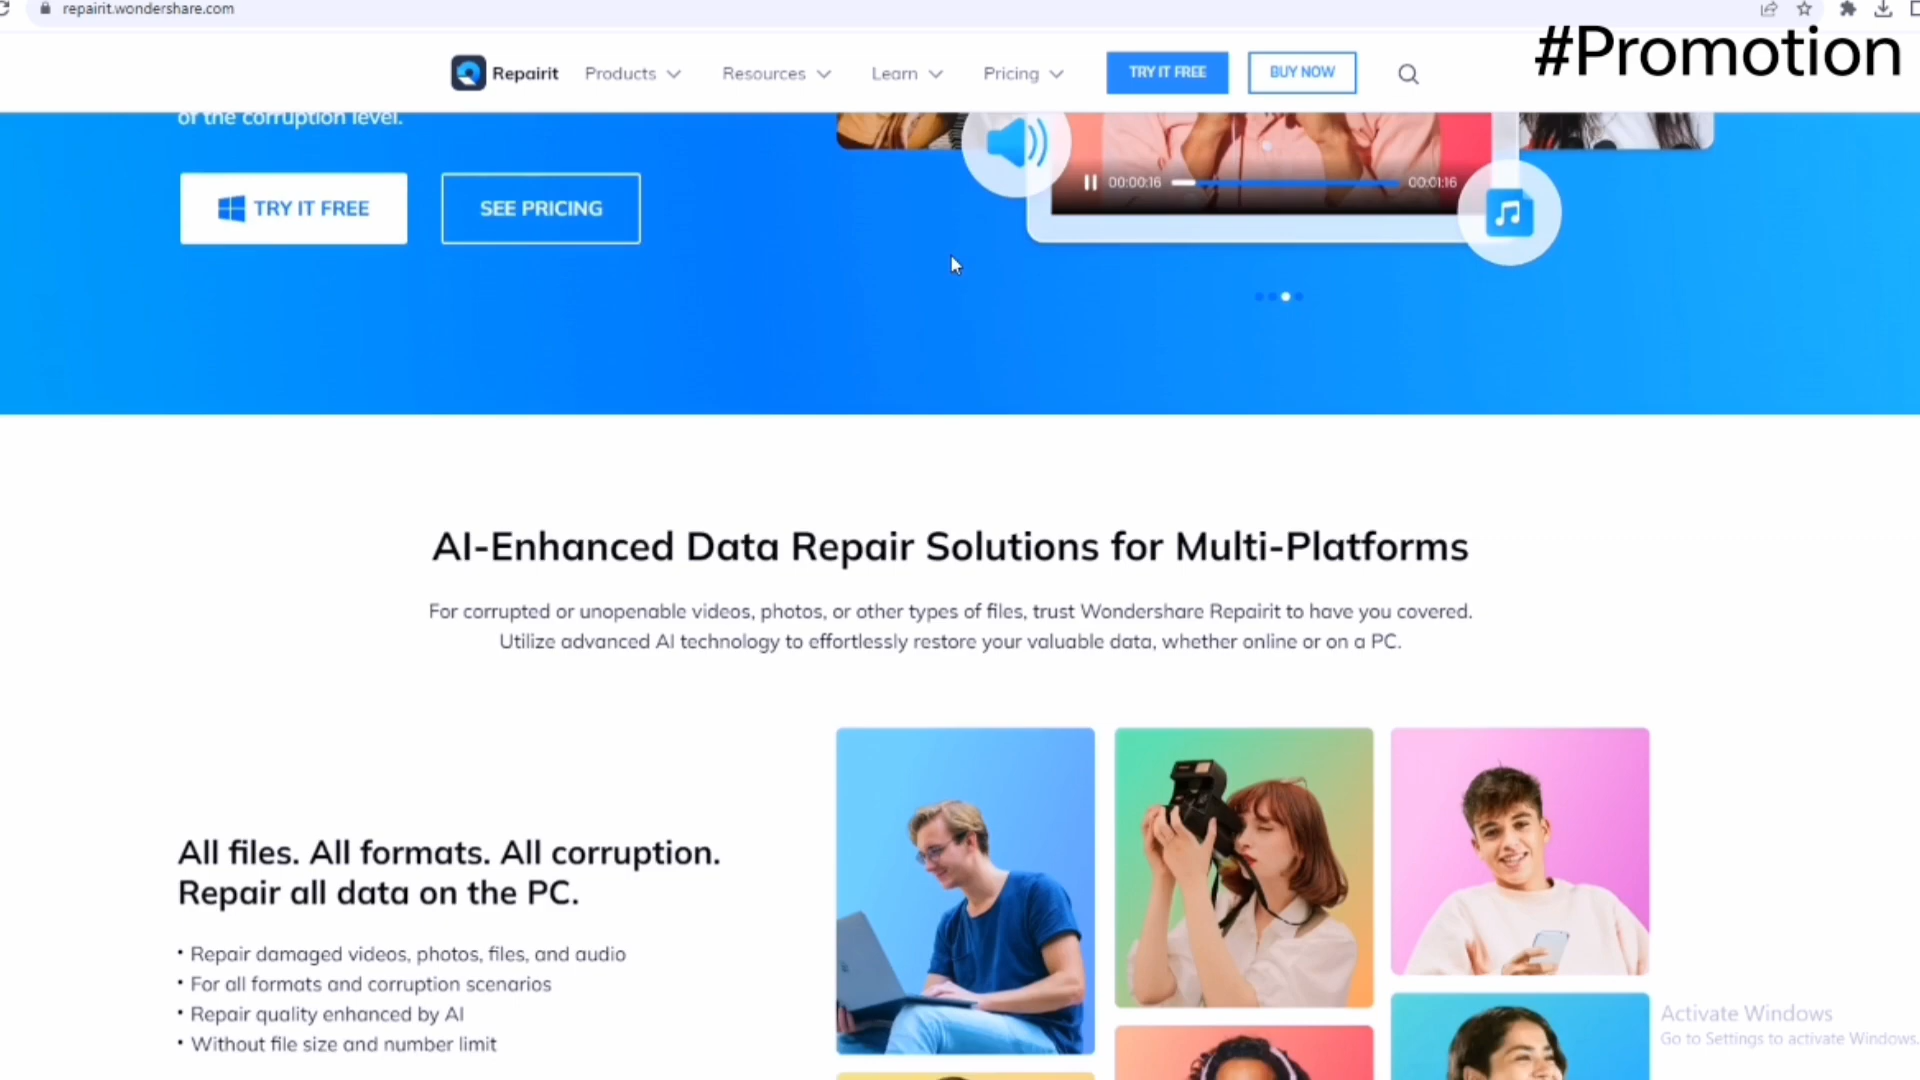 repairit.wondershare.com
#Promotion
Repairit Products Resources Learn Pricing TRY IT FREE BUY NOW
of the corruption level.
TRY IT FREE SEE PRICING
00:00:16 00:01:16
AI-Enhanced Data Repair Solutions for Multi-Platforms
For corrupted or unopenable videos, photos, or other types of files, trust Wondershare Repairit to have you covered.
Utilize advanced AI technology to effortlessly restore your valuable data, whether online or on a PC.
All files. All formats. All corruption.
Repair all data on the PC.
• Repair damaged videos, photos, files, and audio
• For all formats and corruption scenarios
• Repair quality enhanced by AI
• Without file size and number limit
Activate Windows
Go to Settings to activate Windows.